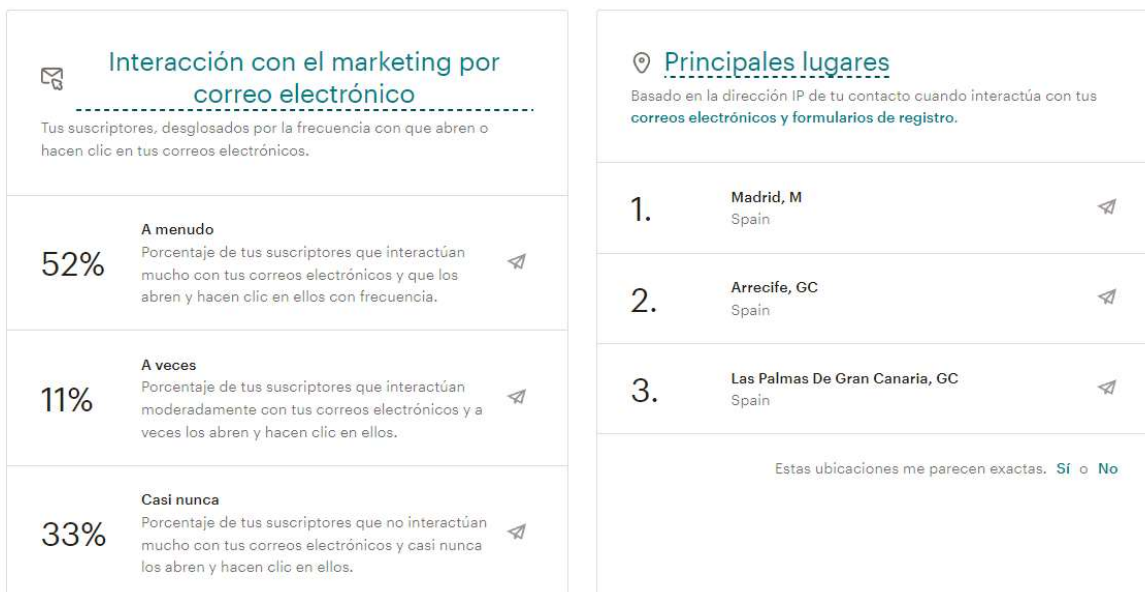 Interacción con el marketing por
correo electrónico
Tus suscriptores, desglosados por la frecuencia con que abren o
hacen clic en tus correos electrónicos.
52%
A menudo
Porcentaje de tus suscriptores que interactúan
mucho con tus correos electrónicos y que los
abren y hacen clic en ellos con frecuencia.
11%
A veces
Porcentaje de tus suscriptores que interactúan
moderadamente con tus correos electrónicos y a
veces los abren y hacen clic en ellos.
33%
Casi nunca
Porcentaje de tus suscriptores que no interactúan
mucho con tus correos electrónicos y casi nunca
los abren y hacen clic en ellos.
Principales lugares
Basado en la dirección IP de tu contacto cuando interactúa con tus
correos electrónicos y formularios de registro.
1.
Madrid, M
Spain
2.
Arrecife, GC
Spain
3.
Las Palmas De Gran Canaria, GC
Spain
Estas ubicaciones me parecen exactas. Sí o No